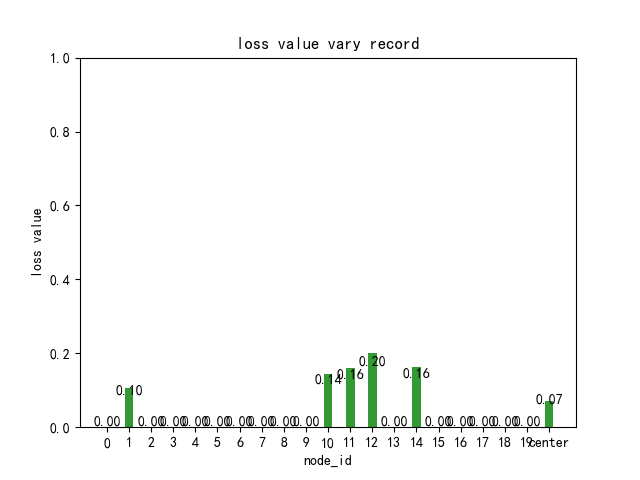 loss value vary record
1.0
0.8
0.6
0.4
0.2
0.0
loss value
0.00 0.10 0.00 0.00 0.00 0.00 0.00 0.00 0.00 0.00 0.14 0.16 0.20 0.00 0.16 0.00 0.00 0.00 0.00 0.00 0.07
0 1 2 3 4 5 6 7 8 9 10 11 12 13 14 15 16 17 18 19 center
node_id